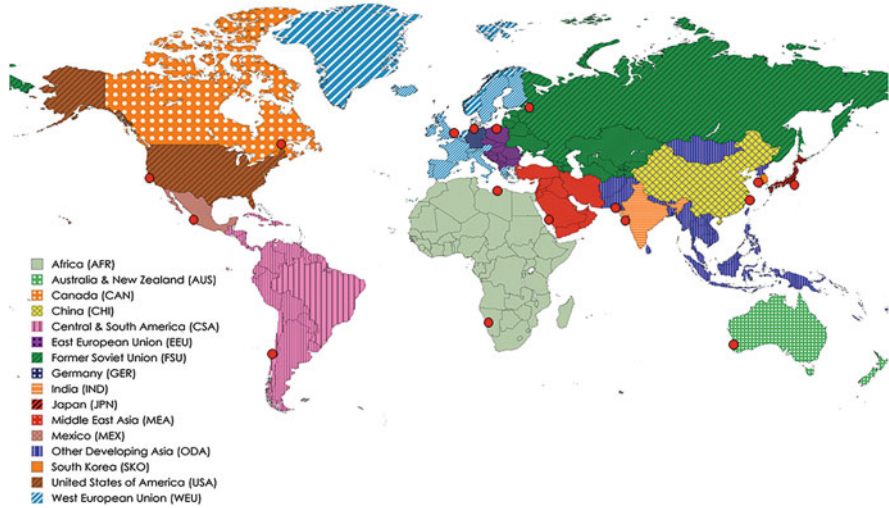 Africa (AFR)
Australia & New Zealand (AUS)
Canada (CAN)
China (CHI)
Central & South America (CSA)
East European Union (EEU)
Former Soviet Union (FSU)
Germany (GER)
India (IND)
Japan (JPN)
Middle East Asia (MEA)
Mexico (MEX)
Other Developing Asia (ODA)
South Korea (SKO)
United States of America (USA)
West European Union (WEU)